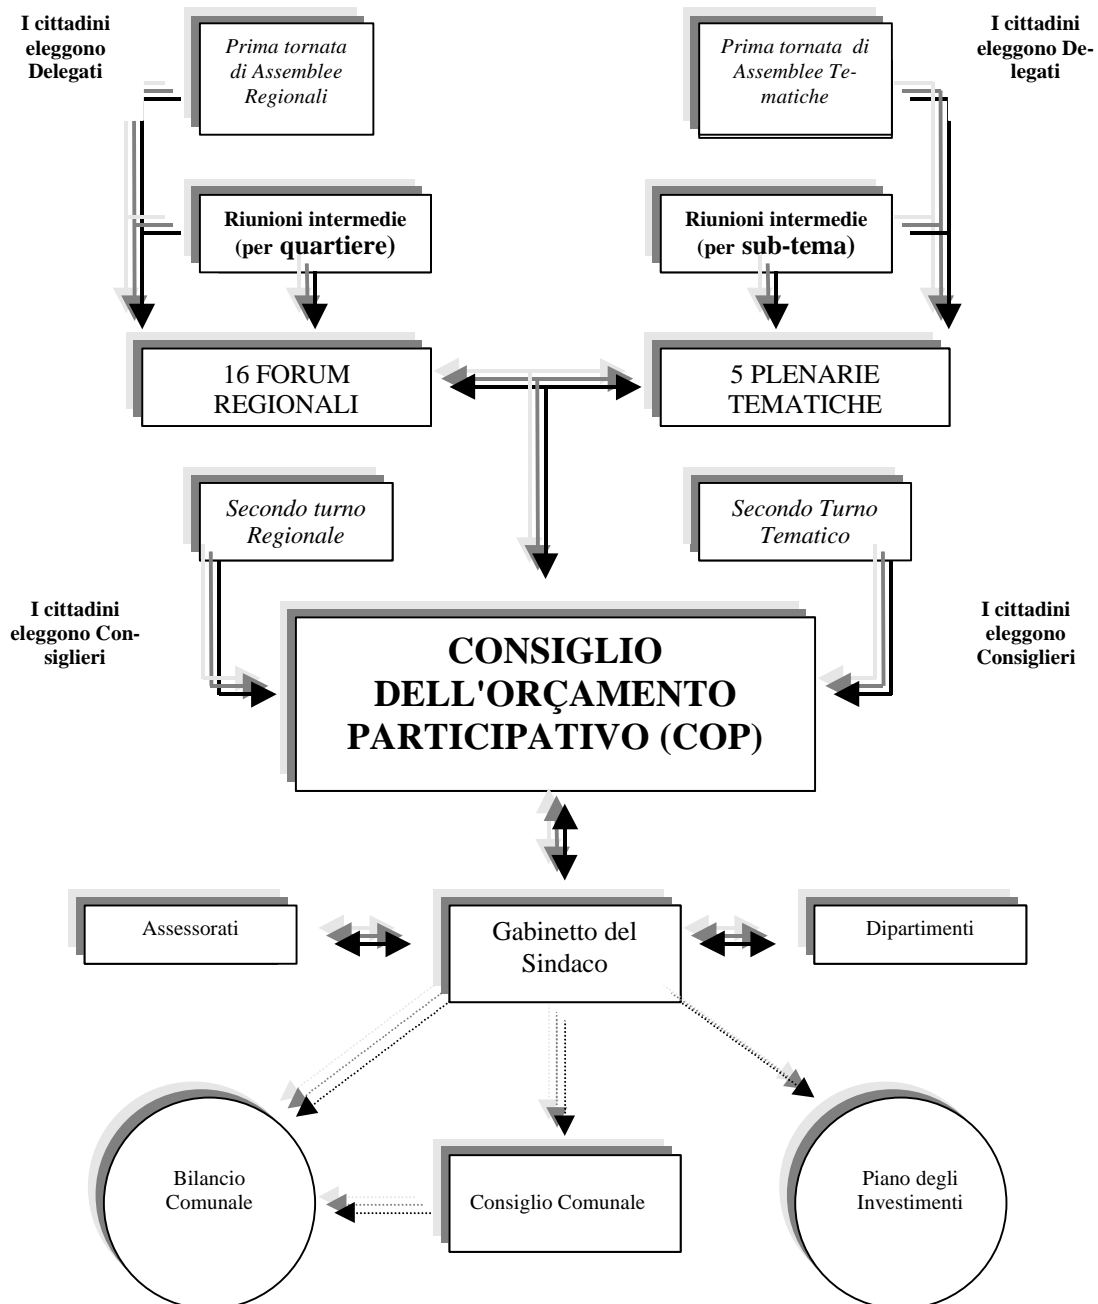 I cittadini
eleggono
Delegati
Prima tornata
di Assemblee
Regionali
Prima tornata di
Assemblee Te-
matiche
I cittadini
eleggono De-
legati
Riunioni intermedie
(per quartiere)
Riunioni intermedie
(per sub-tema)
16 FORUM
REGIONALI
5 PLENARIE
TEMATICHE
Secondo turno
Regionale
Secondo Turno
Tematico
I cittadini
eleggono Con-
siglieri
CONSIGLIO
DELL'ORÇAMENTO
PARTICIPATIVO (COP)
I cittadini
eleggono
Consiglieri
Assessorati
Gabinetto del
Sindaco
Dipartimenti
Bilancio
Comunale
Consiglio Comunale
Piano degli
Investimenti